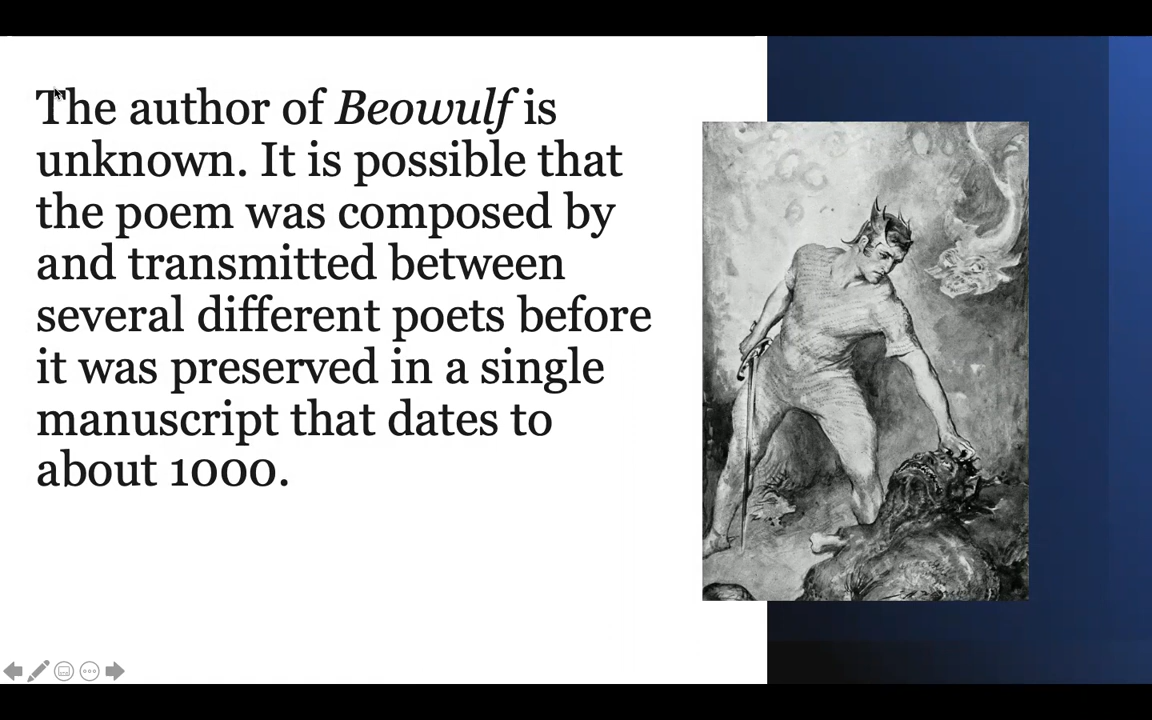 The author of Beowulf is
unknown. It is possible that
the poem was composed by
and transmitted between
several different poets before
it was preserved in a single
manuscript that dates to
about 1000.